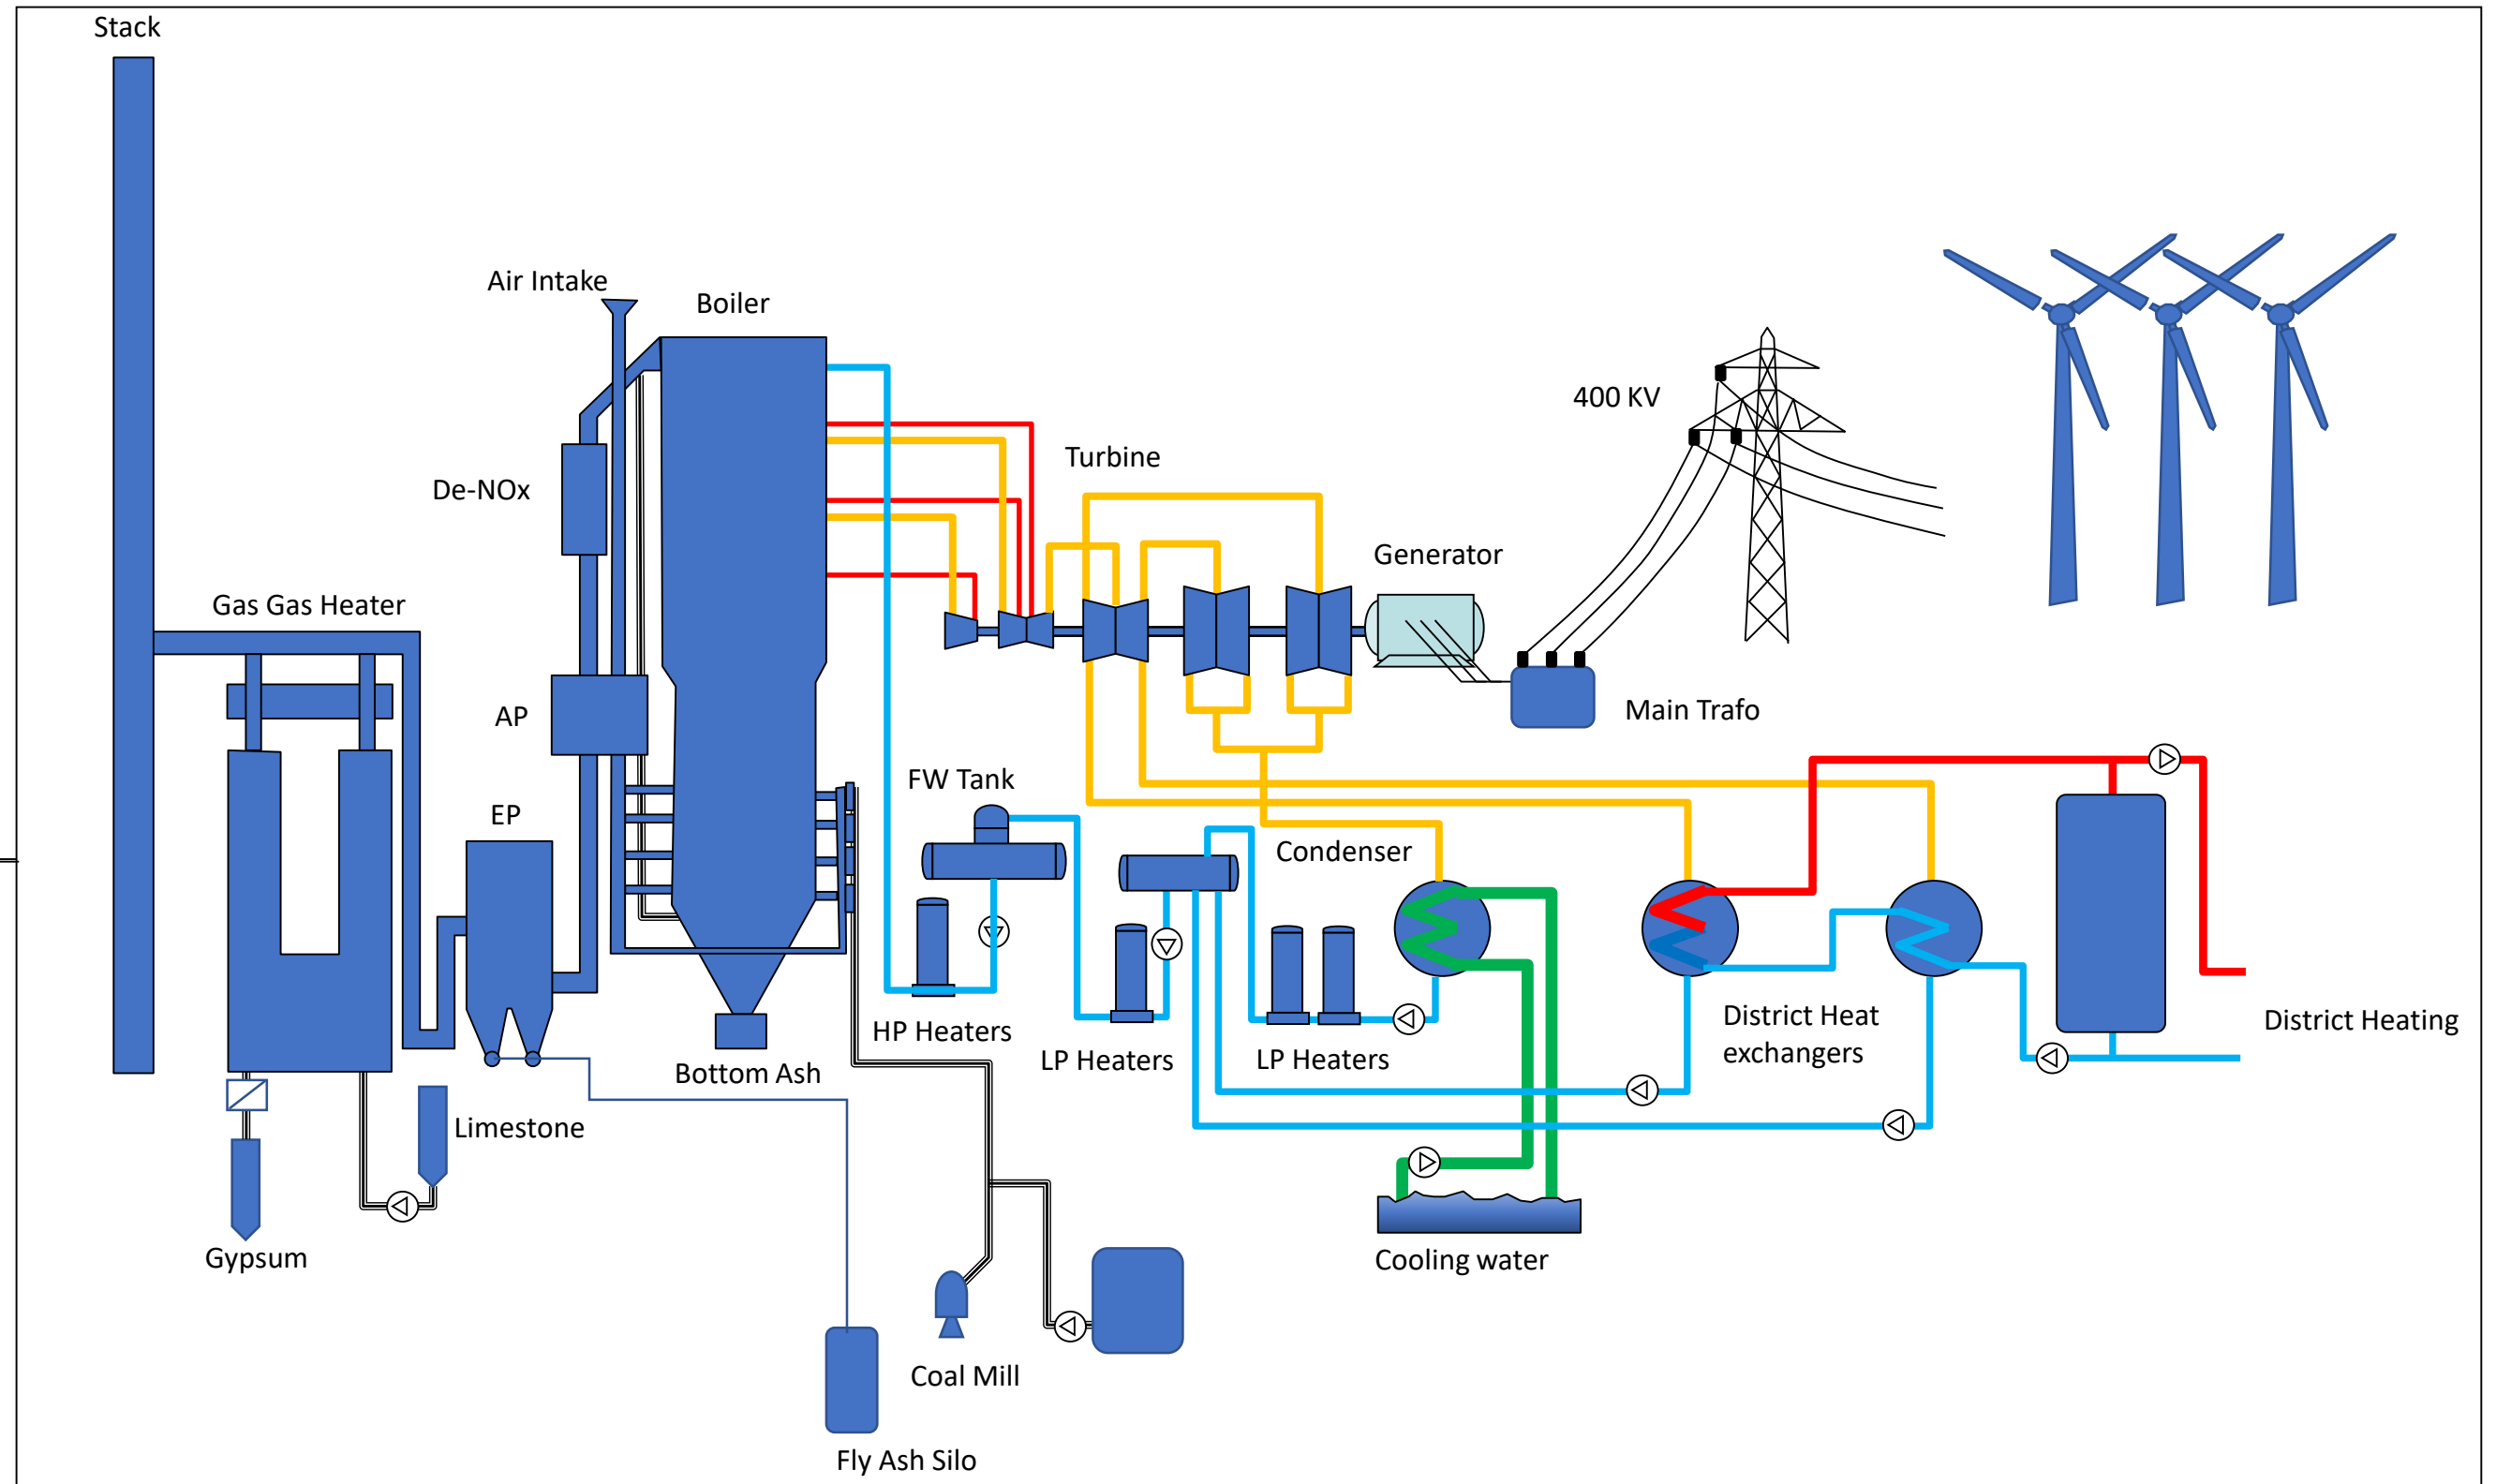 Stack
Air Intake
Boiler
400 KV
Turbine
De-NOx
Generator
Gas Gas Heater
AP
Main Trafo
FW Tank
EP
Condenser
District Heat
exchangers
District Heating
HP Heaters
LP Heaters
LP Heaters
Bottom Ash
Limestone
Gypsum
Cooling water
Coal Mill
Fly Ash Silo